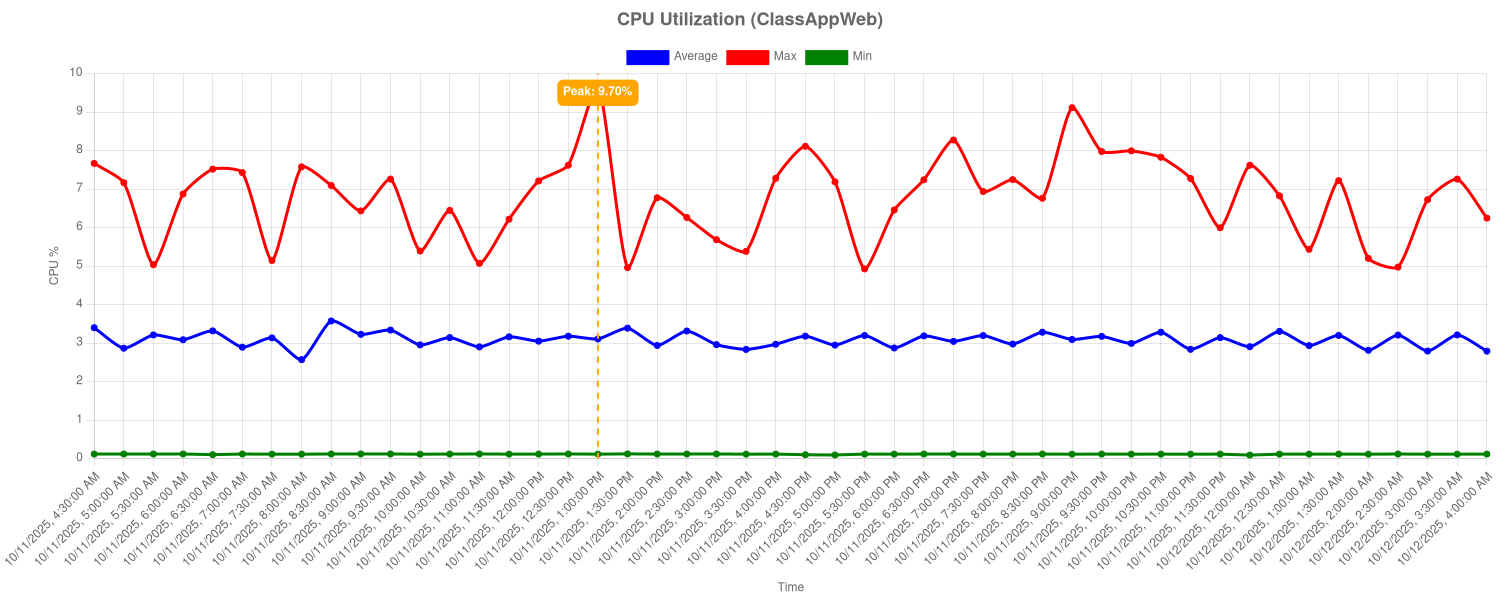 CPU Utilization (ClassAppWeb)
Average Max Min
Peak: 9.70%
CPU %
10
9
8
7
6
5
4
3
2
1
0
10/11/2025, 4:30:00 AM
10/11/2025, 5:00:00 AM
10/11/2025, 5:30:00 AM
10/11/2025, 6:00:00 AM
10/11/2025, 6:30:00 AM
10/11/2025, 7:00:00 AM
10/11/2025, 7:30:00 AM
10/11/2025, 8:00:00 AM
10/11/2025, 8:30:00 AM
10/11/2025, 9:00:00 AM
10/11/2025, 9:30:00 AM
10/11/2025, 10:00:00 AM
10/11/2025, 10:30:00 AM
10/11/2025, 11:00:00 AM
10/11/2025, 11:30:00 AM
10/11/2025, 12:00:00 PM
10/11/2025, 12:30:00 PM
10/11/2025, 1:00:00 PM
10/11/2025, 1:30:00 PM
10/11/2025, 2:00:00 PM
10/11/2025, 2:30:00 PM
10/11/2025, 3:00:00 PM
10/11/2025, 3:30:00 PM
10/11/2025, 4:00:00 PM
10/11/2025, 4:30:00 PM
10/11/2025, 5:00:00 PM
10/11/2025, 5:30:00 PM
10/11/2025, 6:00:00 PM
10/11/2025, 6:30:00 PM
10/11/2025, 7:00:00 PM
10/11/2025, 7:30:00 PM
10/11/2025, 8:00:00 PM
10/11/2025, 8:30:00 PM
10/11/2025, 9:00:00 PM
10/11/2025, 9:30:00 PM
10/11/2025, 10:00:00 PM
10/11/2025, 10:30:00 PM
10/11/2025, 11:00:00 PM
10/11/2025, 11:30:00 PM
10/12/2025, 12:00:00 AM
10/12/2025, 12:30:00 AM
10/12/2025, 1:00:00 AM
10/12/2025, 1:30:00 AM
10/12/2025, 2:00:00 AM
10/12/2025, 2:30:00 AM
10/12/2025, 3:00:00 AM
10/12/2025, 3:30:00 AM
10/12/2025, 4:00:00 AM
Time